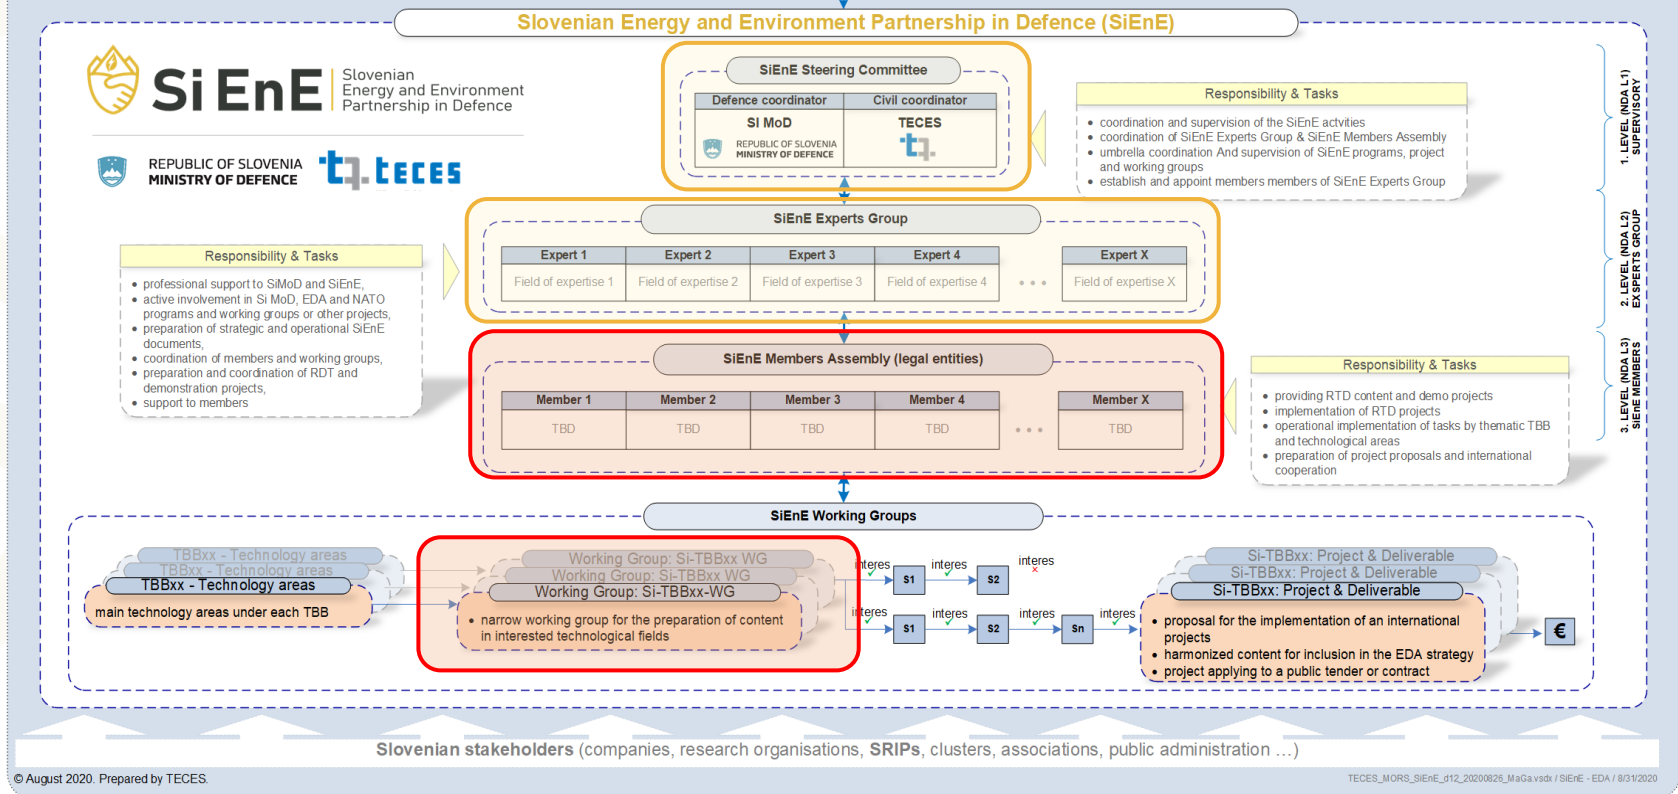 Slovenian Energy and Environment Partnership in Defence (SiEnE)
Si EnE
Slovenian
Energy and Environment
Partnership in Defence
REPUBLIC OF SLOVENIA
MINISTRY OF DEFENCE
teces
SiEnE Steering Committee
Defence coordinator
Civil coordinator
SI MoD
TECES
REPUBLIC OF SLOVENIA
MINISTRY OF DEFENCE
Responsibility & Tasks
• coordination and supervision of the SiEnE actvities
• coordination of SiEnE Experts Group & SiEnE Members Assembly
• umbrella coordination And supervision of SiEnE programs, project
and working groups
• establish and appoint members members of SiEnE Experts Group
1. LEVEL (NDA L1)
SUPERVISORY
SiEnE Experts Group
Expert 1
Expert 2
Expert 3
Expert 4
Expert X
Field of expertise 1
Field of expertise 2
Field of expertise 3
Field of expertise 4
• • •
Field of expertise X
2. LEVEL (NDA L2)
EXSPERTS GROUP
Responsibility & Tasks
• professional support to SiMoD and SiEnE,
• active involvement in Si MoD, EDA and NATO
programs and working groups or other projects,
• preparation of strategic and operational SiEnE
documents,
• coordination of members and working groups,
• preparation and coordination of RDT and
demonstration projects,
• support to members
SiEnE Members Assembly (legal entities)
Member 1
Member 2
Member 3
Member 4
Member X
TBD
TBD
TBD
TBD
• • •
TBD
Responsibility & Tasks
• providing RTD content and demo projects
• implementation of RTD projects
• operational implementation of tasks by thematic TBB
and technological areas
• preparation of project proposals and international
cooperation
3. LEVEL (NDA L3)
SiEnE MEMBERS
SiEnE Working Groups
TBBxx - Technology areas
TBBxx - Technology areas
TBBxx - Technology areas
main technology areas under each TBB
Working Group: Si-TBBxx WG
Working Group: Si-TBBxx WG
Working Group: Si-TBBxx-WG
• narrow working group for the preparation of content
in interested technological fields
interes
S1
interes
S2
interes
interes
S1
interes
S2
interes
Sn
interes
Si-TBBxx: Project & Deliverable
Si-TBBxx: Project & Deliverable
Si-TBBxx: Project & Deliverable
• proposal for the implementation of an international
projects
• harmonized content for inclusion in the EDA strategy
• project applying to a public tender or contract
€
Slovenian stakeholders (companies, research organisations, SRIPs, clusters, associations, public administration ...)
© August 2020. Prepared by TECES.
TECES_MORS_SiEnE_d12_20200826_MaGa.vsdx / SiEnE - EDA / 8/31/2020